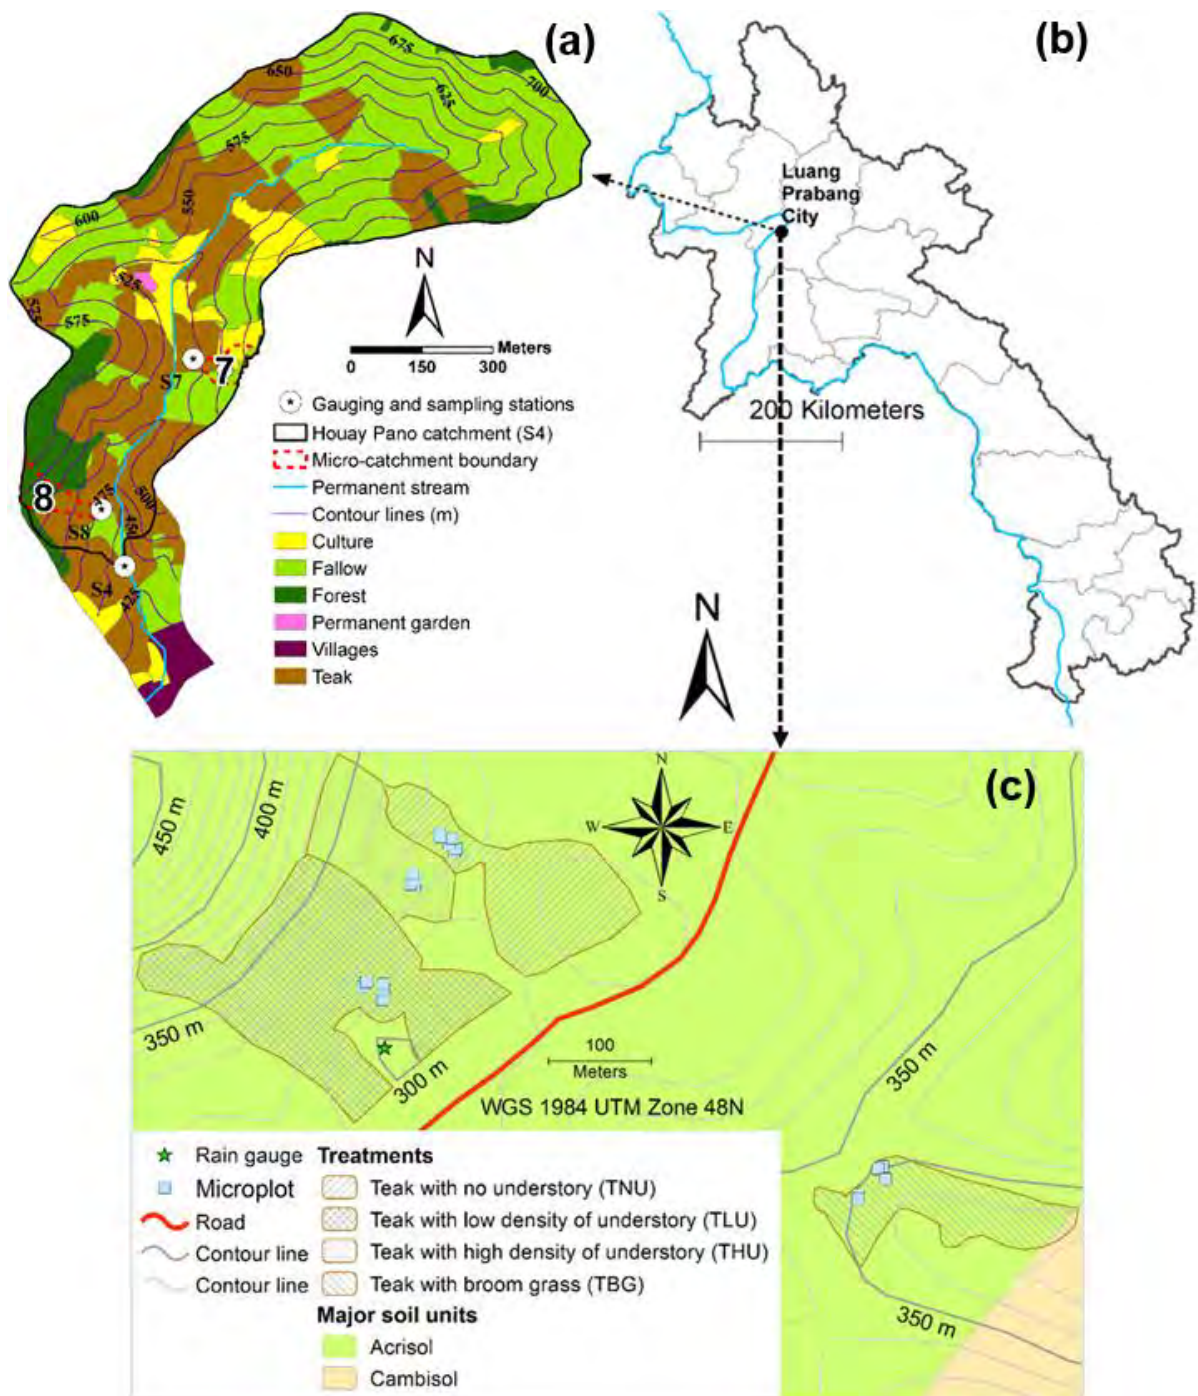 (a)
(b)
675
650
700
625
575
550
600
525
575
575
7
S7
8
475
500
S8
450
S4
425
N
Meters
0 150 300
Gauging and sampling stations
Houay Pano catchment (S4)
Micro-catchment boundary
Permanent stream
Contour lines (m)
Culture
Fallow
Forest
Permanent garden
Villages
Teak
Luang
Prabang
City
200 Kilometers
N
(c)
N
W E
S
450 m
400 m
350 m
300 m
100
Meters
WGS 1984 UTM Zone 48N
350 m
350 m
Rain gauge
Microplot
Road
Contour line
Contour line
Treatments
Teak with no understory (TNU)
Teak with low density of understory (TLU)
Teak with high density of understory (THU)
Teak with broom grass (TBG)
Major soil units
Acrisol
Cambisol